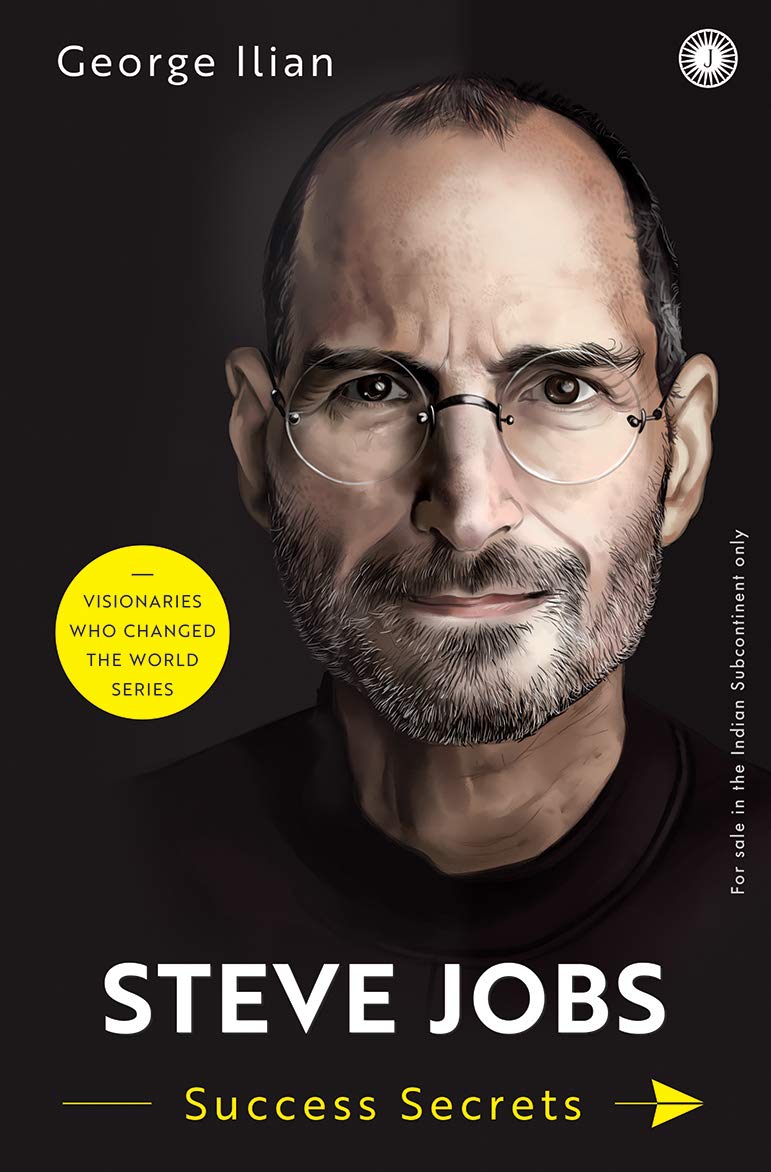 George Ilian
J
VISIONARIES
WHO CHANGED
THE WORLD
SERIES
For sale in the Indian Subcontinent only
STEVE JOBS
Success Secrets